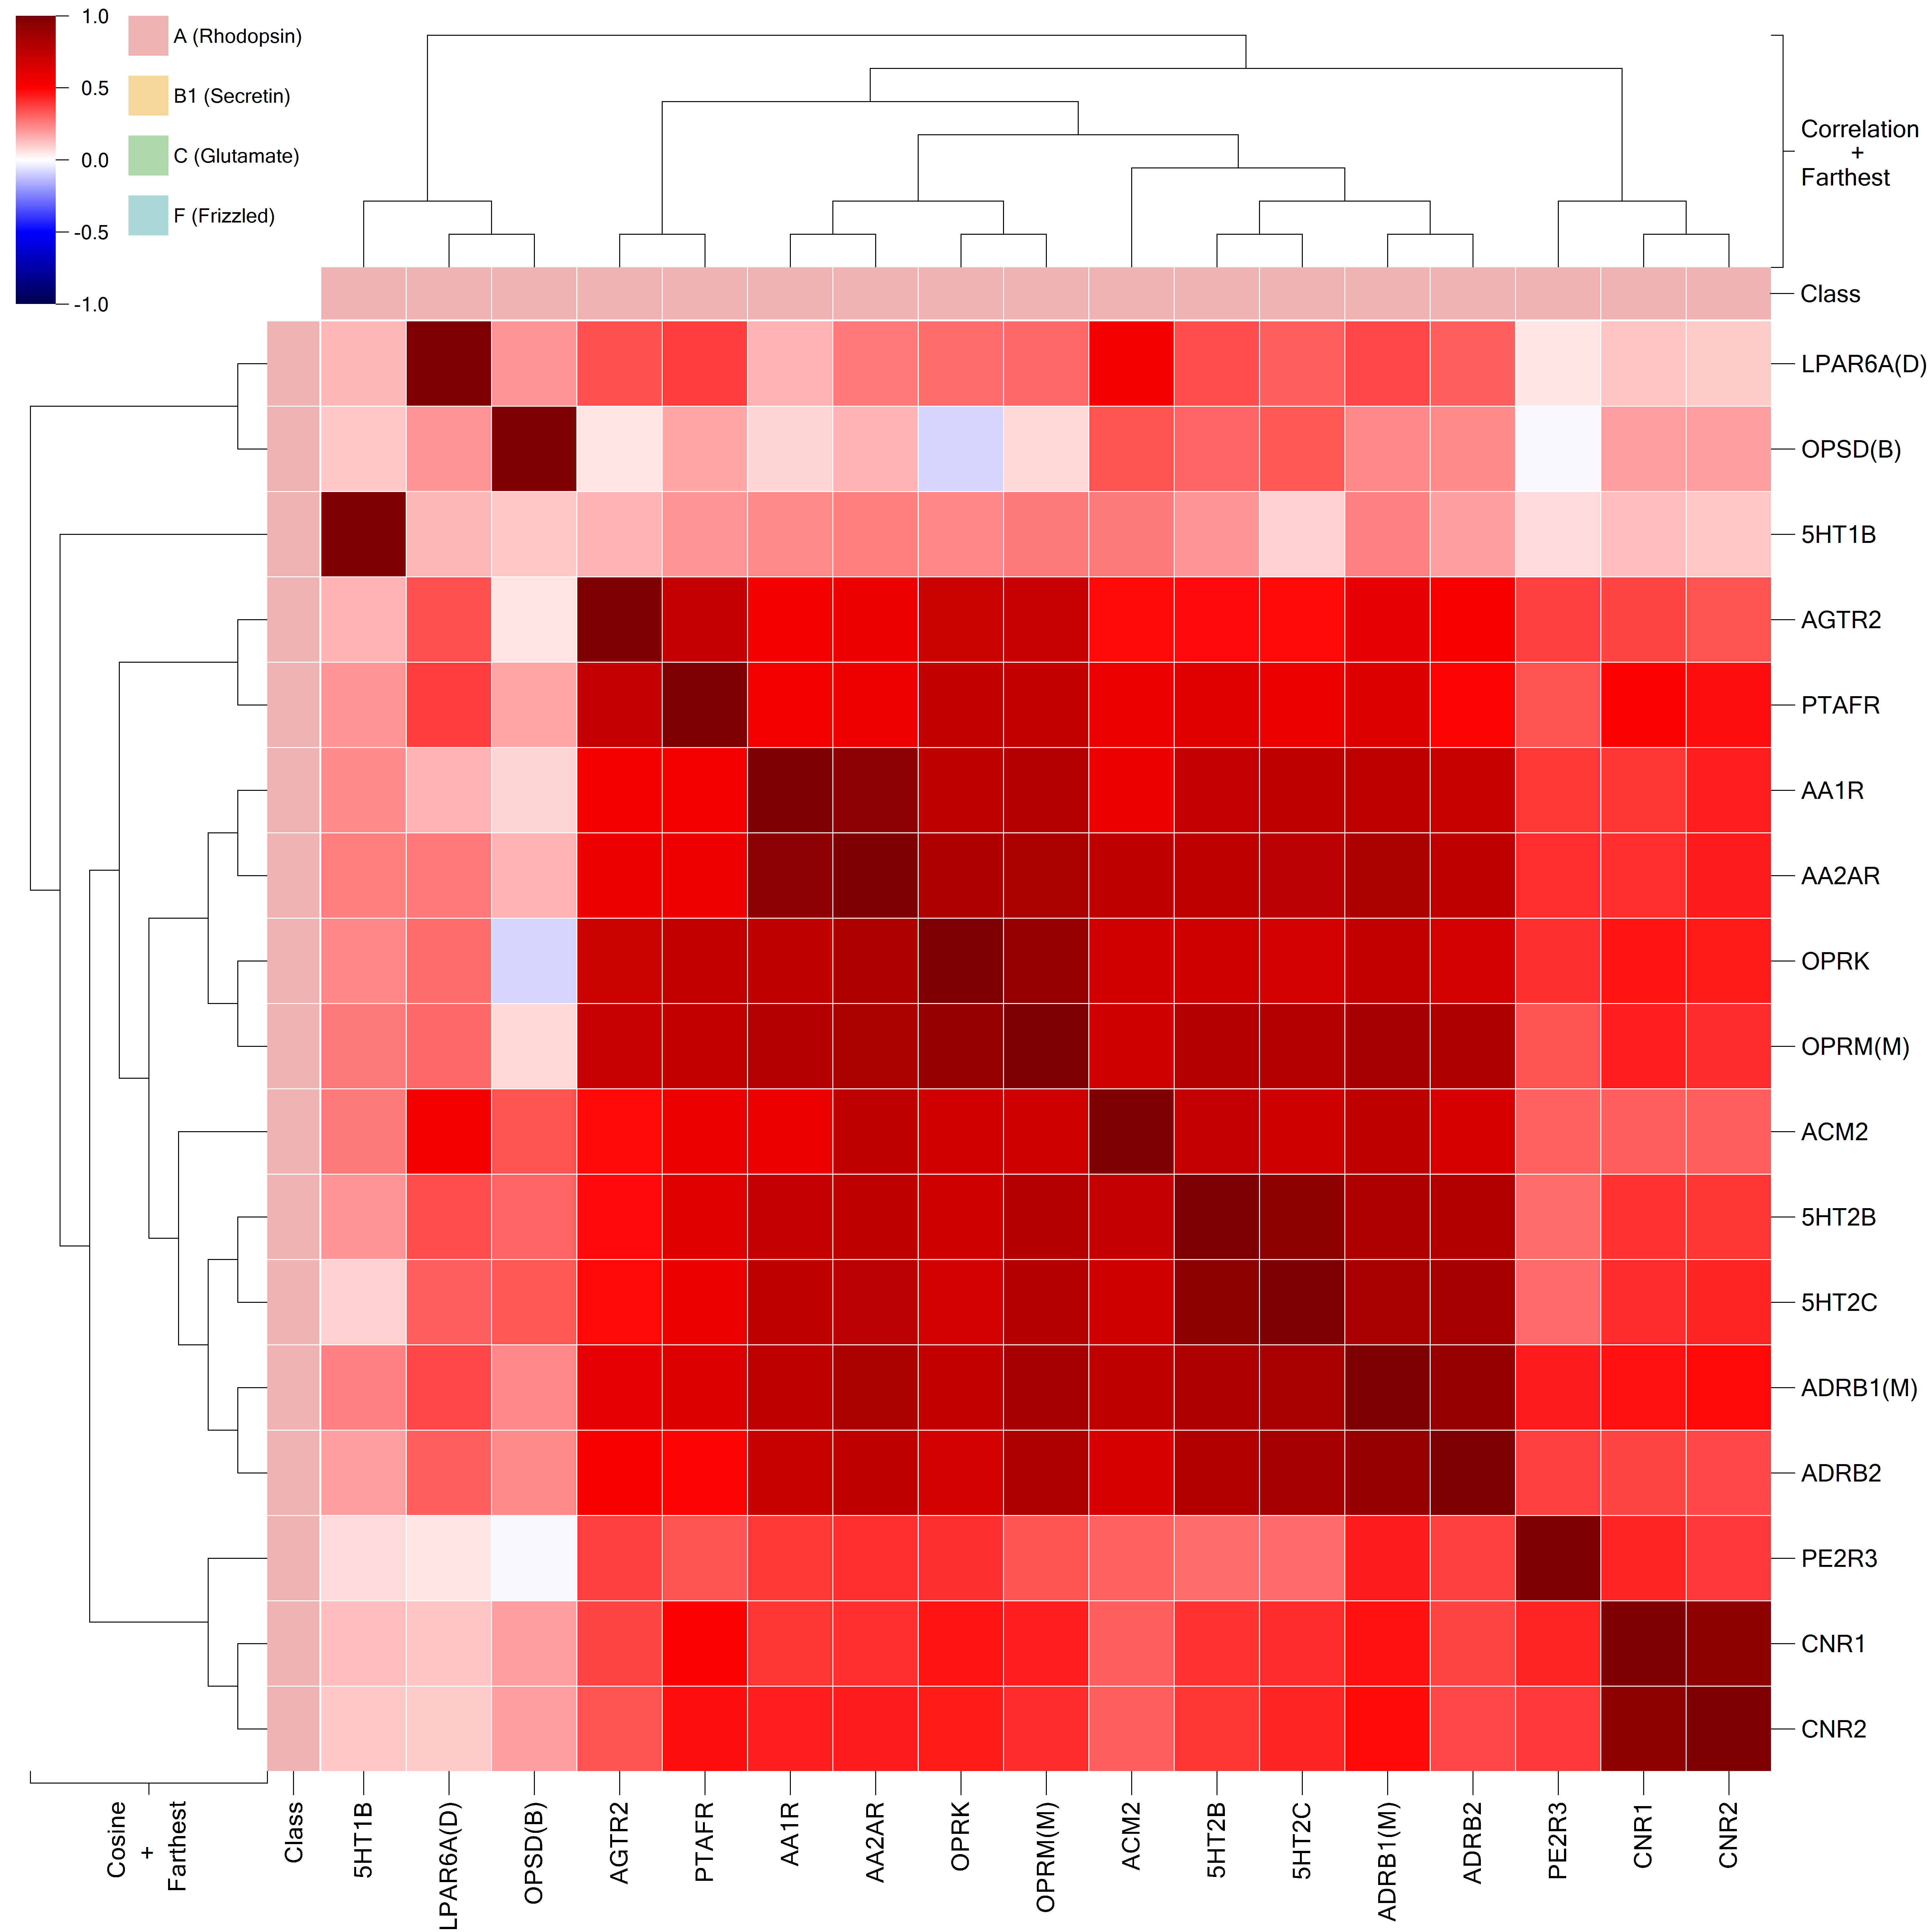 1.0
0.5
0.0
-0.5
-1.0
A (Rhodopsin)
B1 (Secretin)
C (Glutamate)
F (Frizzled)
Correlation
+
Farthest
Class
LPAR6A(D)
OPSD(B)
5HT1B
AGTR2
PTAFR
AA1R
AA2AR
OPRK
OPRM(M)
ACM2
5HT2B
5HT2C
ADRB1(M)
ADRB2
PE2R3
CNR1
CNR2
Cosine
+
Farthest
Class
5HT1B
LPAR6A(D)
OPSD(B)
AGTR2
PTAFR
AA1R
AA2AR
OPRK
OPRM(M)
ACM2
5HT2B
5HT2C
ADRB1(M)
ADRB2
PE2R3
CNR1
CNR2